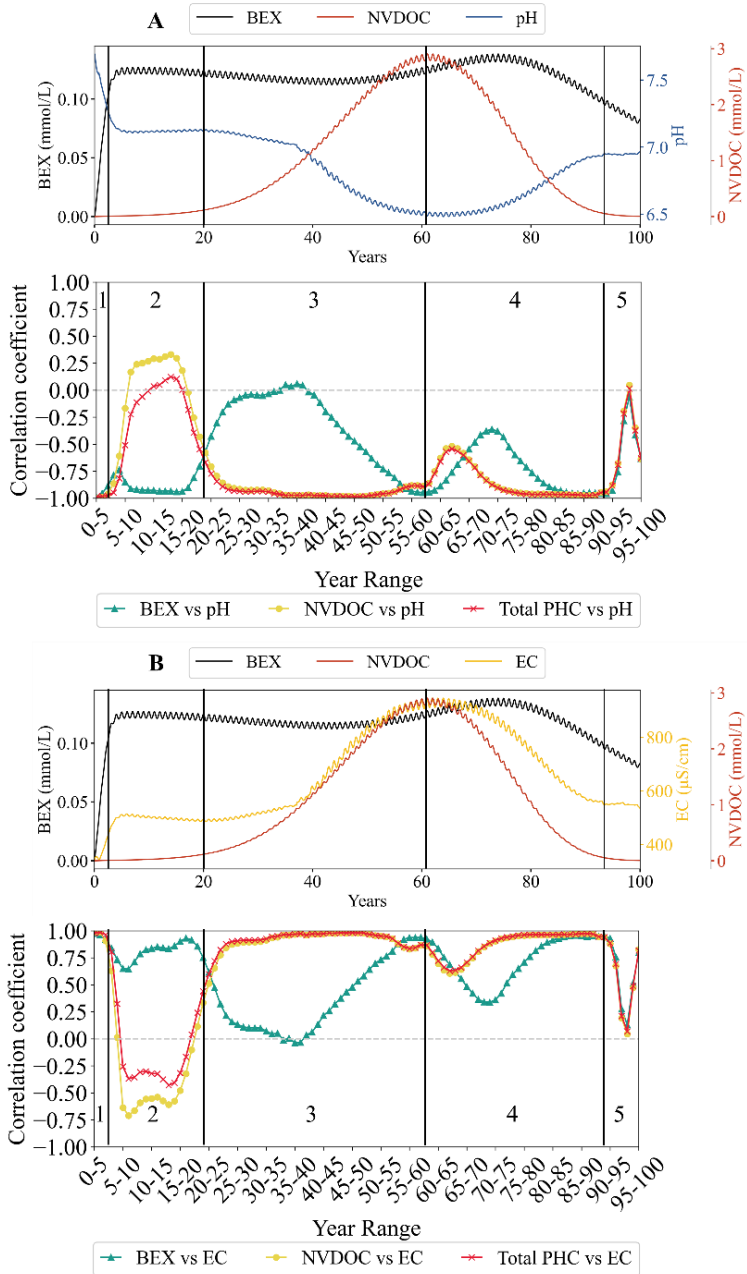 A
BEX NVDOC pH
BEX (mmol/L)
0.10
0.05
0.00
pH
7.5
7.0
6.5
NVDOC (mmol/L)
3
2
1
0
0 20 40 60 80 100
Years
Correlation coefficient
1.00
0.75
0.50
0.25
0.00
−0.25
−0.50
−0.75
−1.00
1 2 3 4 5
0-5 5-10 10-15 15-20 20-25 25-30 30-35 35-40 40-45 45-50 50-55 55-60 60-65 65-70 70-75 75-80 80-85 85-90 90-95 95-100
Year Range
BEX vs pH NVDOC vs pH Total PHC vs pH
B
BEX NVDOC EC
BEX (mmol/L)
0.10
0.05
0.00
EC (µS/cm)
800
600
400
NVDOC (mmol/L)
3
2
1
0
0 20 40 60 80 100
Years
Correlation coefficient
1.00
0.75
0.50
0.25
0.00
−0.25
−0.50
−0.75
−1.00
1 2 3 4 5
0-5 5-10 10-15 15-20 20-25 25-30 30-35 35-40 40-45 45-50 50-55 55-60 60-65 65-70 70-75 75-80 80-85 85-90 90-95 95-100
Year Range
BEX vs EC NVDOC vs EC Total PHC vs EC